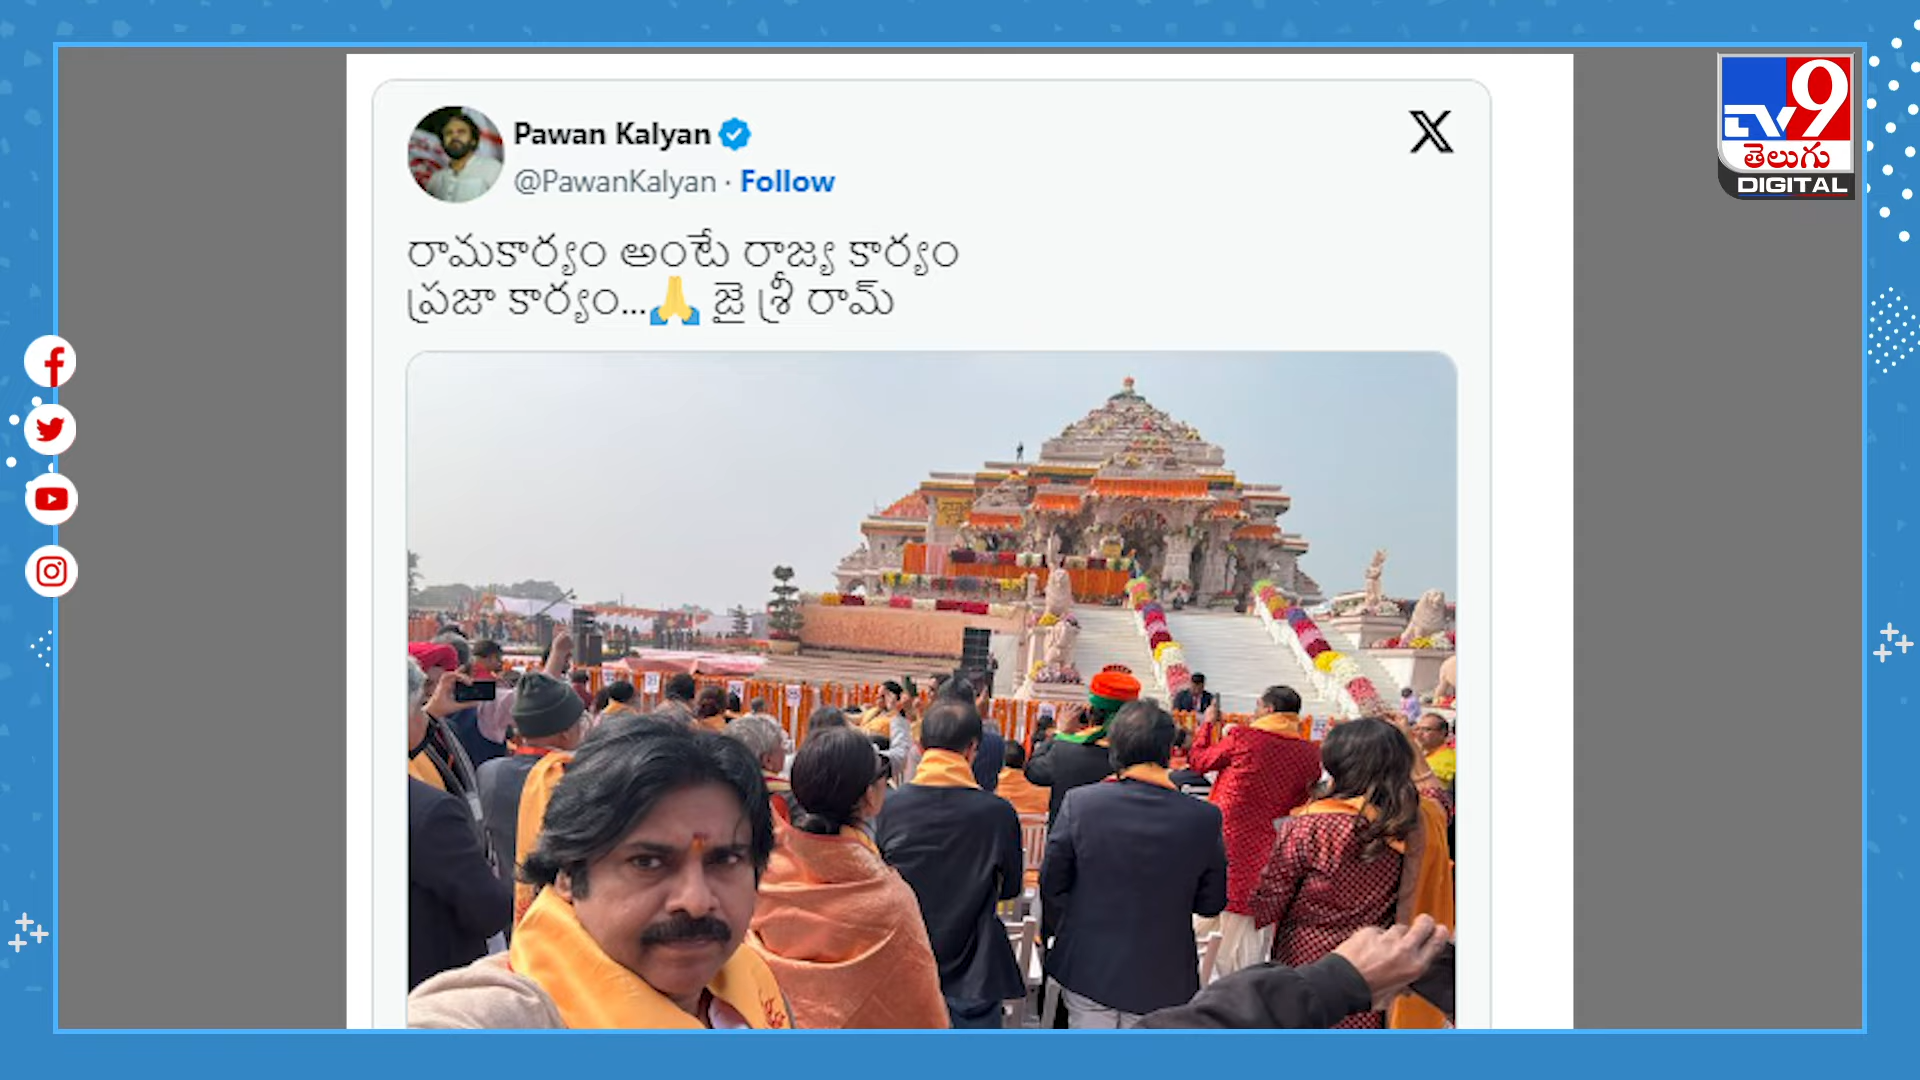 Pawan Kalyan
@PawanKalyan · Follow
రామకార్యం అంటే రాజ్య కార్యం
ప్రజా కార్యం...🙏 జై శ్రీ రామ్
TV9
తెలుగు
DIGITAL